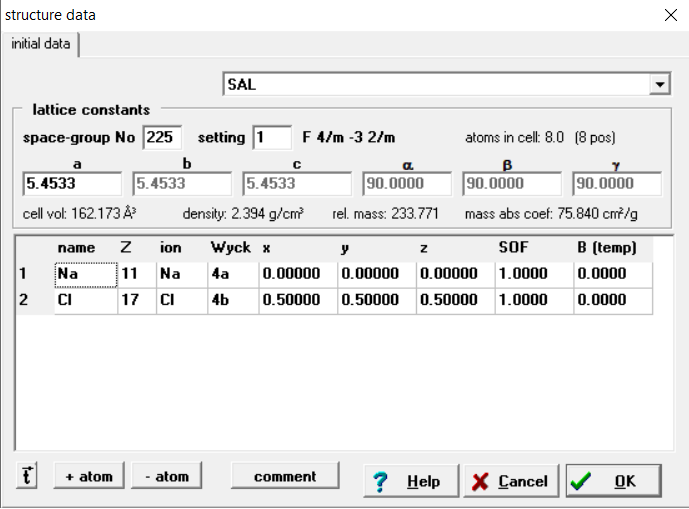 structure data
initial data
SAL
lattice constants
space-group No 225 setting 1 F 4/m -3 2/m atoms in cell: 8.0 (8 pos)
a b c α β γ
5.4533 5.4533 5.4533 90.0000 90.0000 90.0000
cell vol: 162.173 Å³ density: 2.394 g/cm³ rel. mass: 233.771 mass abs coef: 75.840 cm²/g
name Z ion Wyck x y z SOF B (temp)
1 Na 11 Na 4a 0.00000 0.00000 0.00000 1.0000 0.0000
2 Cl 17 Cl 4b 0.50000 0.50000 0.50000 1.0000 0.0000
t + atom - atom comment ? Help Cancel OK